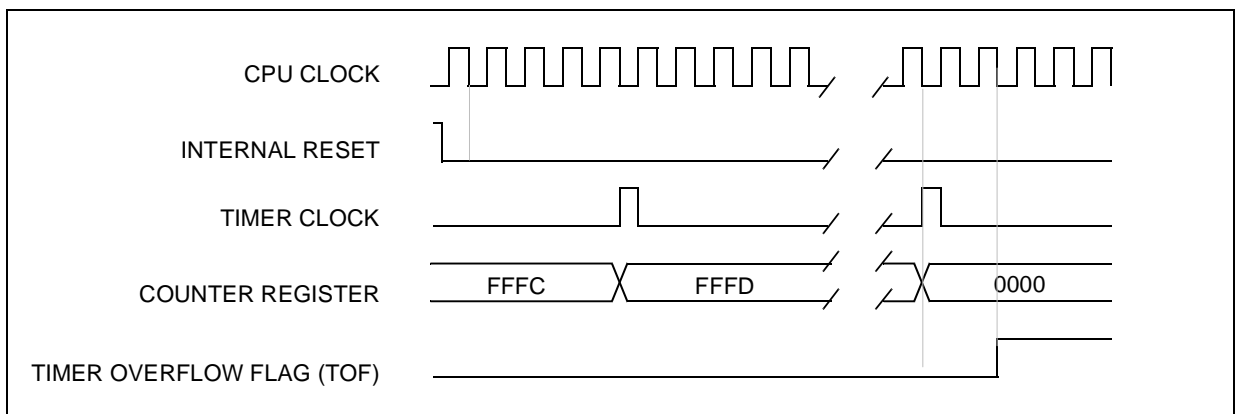 CPU CLOCK
INTERNAL RESET
TIMER CLOCK
COUNTER REGISTER
FFFC
FFFD
0000
TIMER OVERFLOW FLAG (TOF)